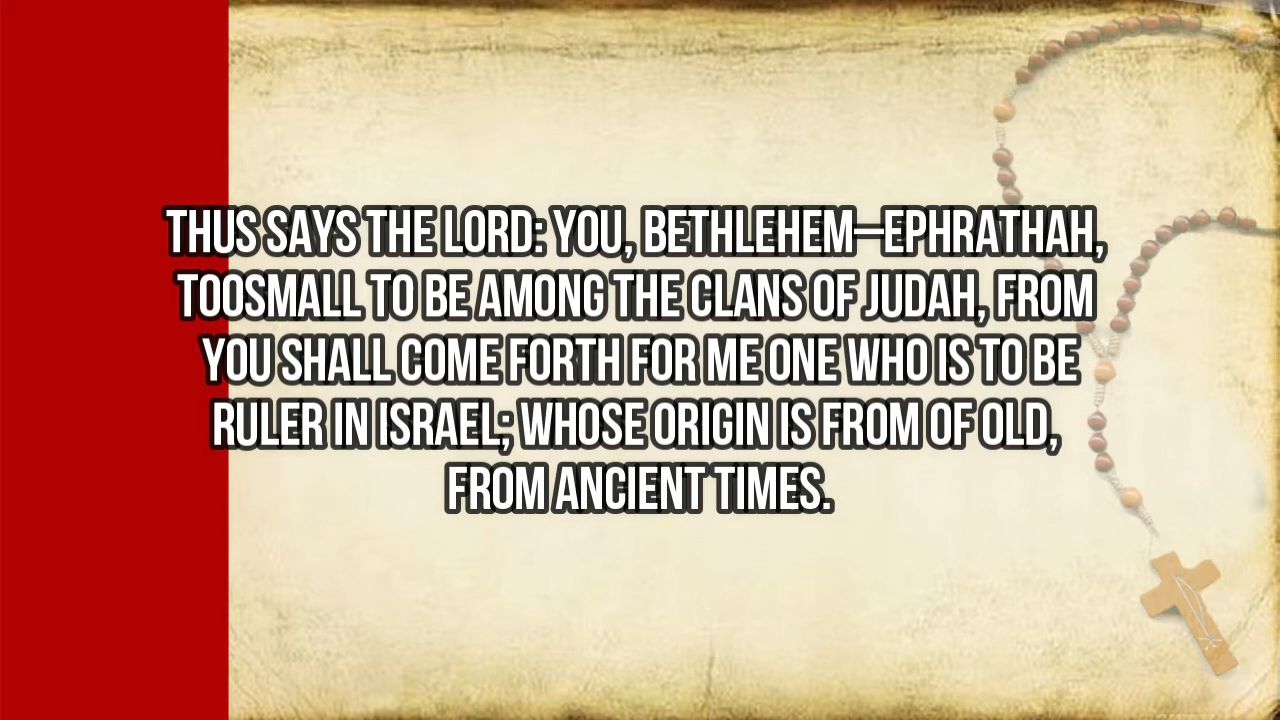 THUS SAYS THE LORD: YOU, BETHLEHEM–EPHRATHAH,
TOOSMALL TO BE AMONG THE CLANS OF JUDAH, FROM
YOU SHALL COME FORTH FOR ME ONE WHO IS TO BE
RULER IN ISRAEL; WHOSE ORIGIN IS FROM OF OLD,
FROM ANCIENT TIMES.